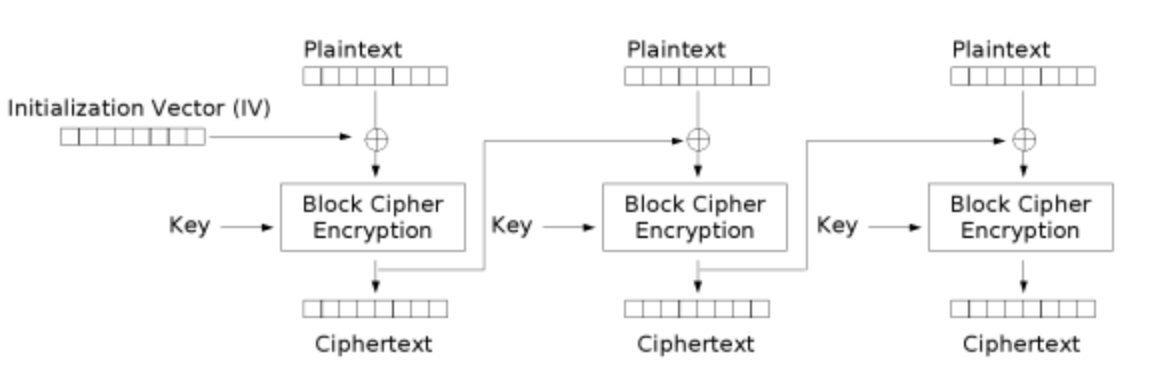 Plaintext
Plaintext
Plaintext
Initialization Vector (IV)
Key
Block Cipher
Encryption
Key
Block Cipher
Encryption
Key
Block Cipher
Encryption
Ciphertext
Ciphertext
Ciphertext